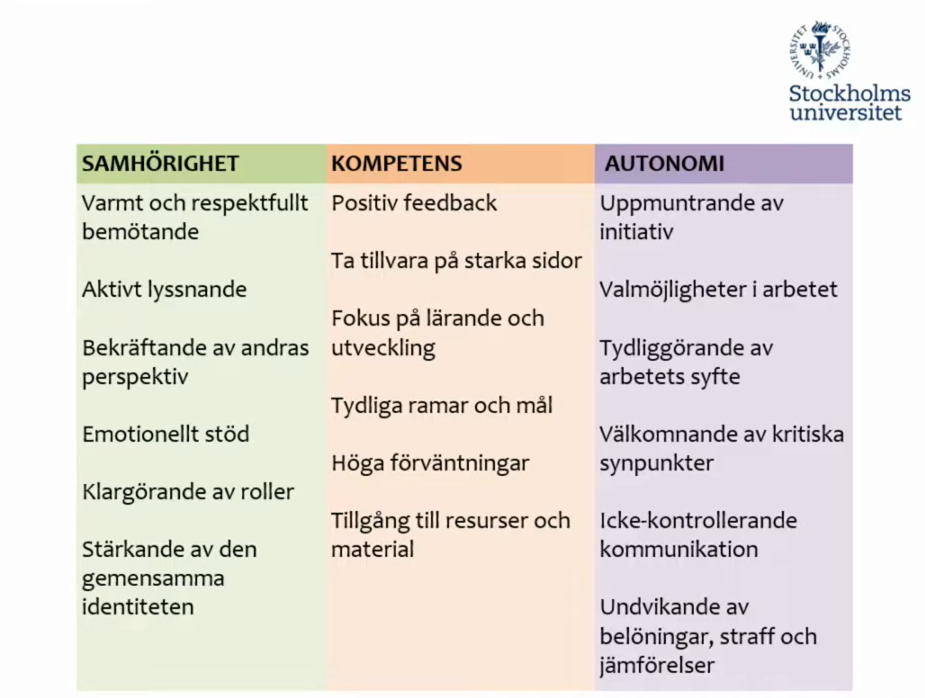 UNIVERSITET
STOCKHOLMS
Stockholms
universitet
SAMHÖRIGHET
Varmt och respektfullt
bemötande
Aktivt lyssnande
Bekräftande av andras
perspektiv
Emotionellt stöd
Klargörande av roller
Stärkande av den
gemensamma
identiteten
KOMPETENS
Positiv feedback
Ta tillvara på starka sidor
Fokus på lärande och
utveckling
Tydliga ramar och mål
Höga förväntningar
Tillgång till resurser och
material
AUTONOMI
Uppmuntrande av
initiativ
Valmöjligheter i arbetet
Tydliggörande av
arbetets syfte
Välkomnande av kritiska
synpunkter
Icke-kontrollerande
kommunikation
Undvikande av
belöningar, straff och
jämförelser